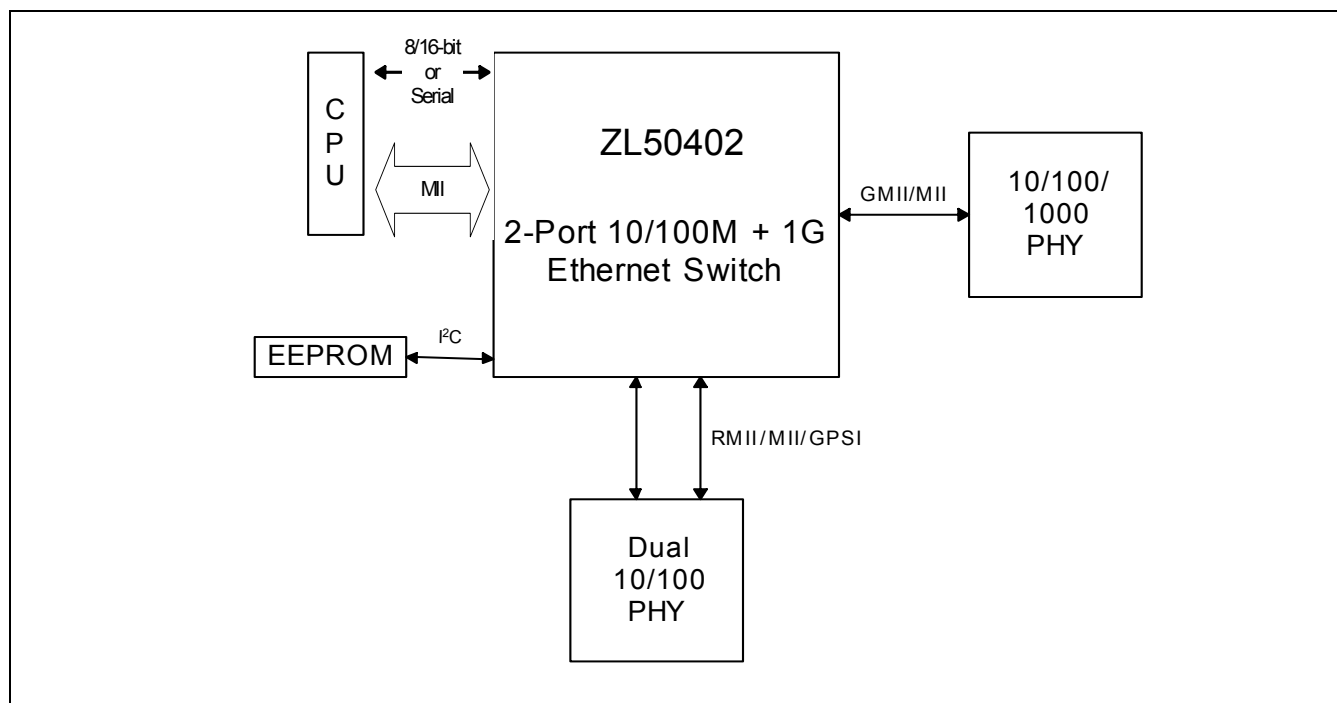 8/16-bit
or
Serial
C
P
U
MII
ZL50402
2-Port 10/100M + 1G
Ethernet Switch
GMII/MII
10/100/
1000
PHY
EEPROM
I²C
RMII/MII/GPSI
Dual
10/100
PHY